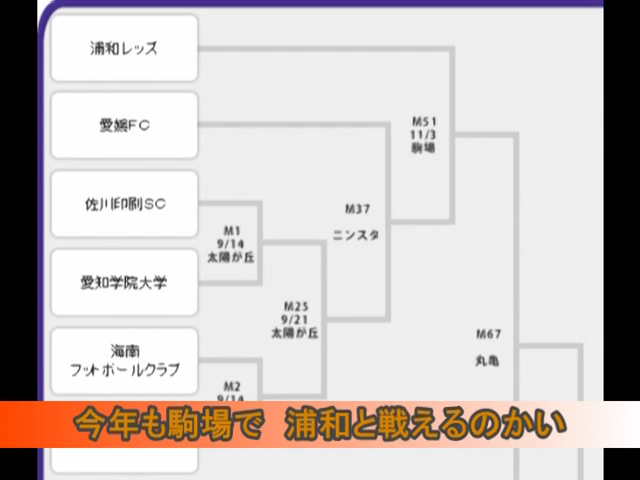 浦和レッズ
愛媛FC
佐川印刷SC
愛知学院大学
海南
フットボールクラブ
M1
9/14
太陽が丘
M25
9/21
太陽が丘
M2
9/14
M37
ニンスタ
M51
11/3
駒場
M67
丸亀
今年も駒場で　浦和と戦えるのかい